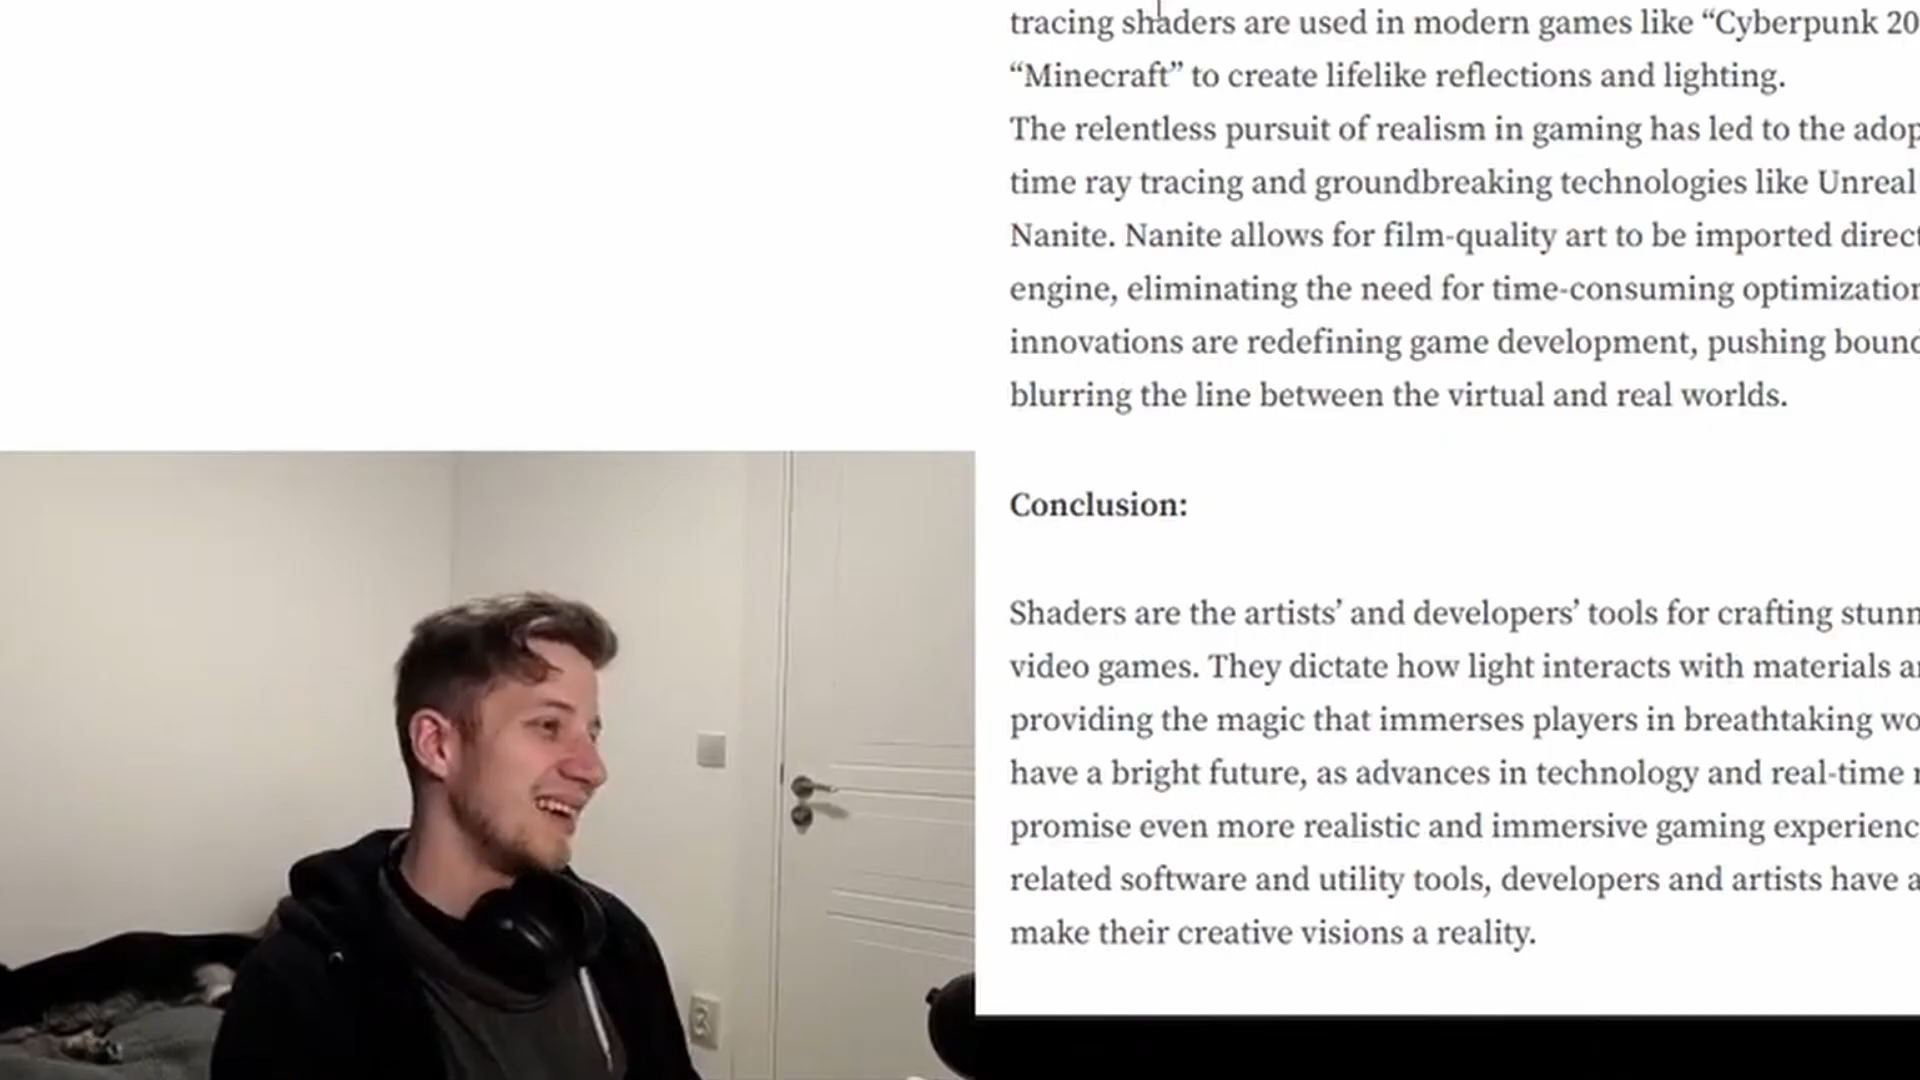 tracing shaders are used in modern games like “Cyberpunk 20
“Minecraft” to create lifelike reflections and lighting.
The relentless pursuit of realism in gaming has led to the adop
time ray tracing and groundbreaking technologies like Unreal
Nanite. Nanite allows for film-quality art to be imported direct
engine, eliminating the need for time-consuming optimization
innovations are redefining game development, pushing bound
blurring the line between the virtual and real worlds.
Conclusion:
Shaders are the artists’ and developers’ tools for crafting stunn
video games. They dictate how light interacts with materials an
providing the magic that immerses players in breathtaking wo
have a bright future, as advances in technology and real-time r
promise even more realistic and immersive gaming experienc
related software and utility tools, developers and artists have a
make their creative visions a reality.